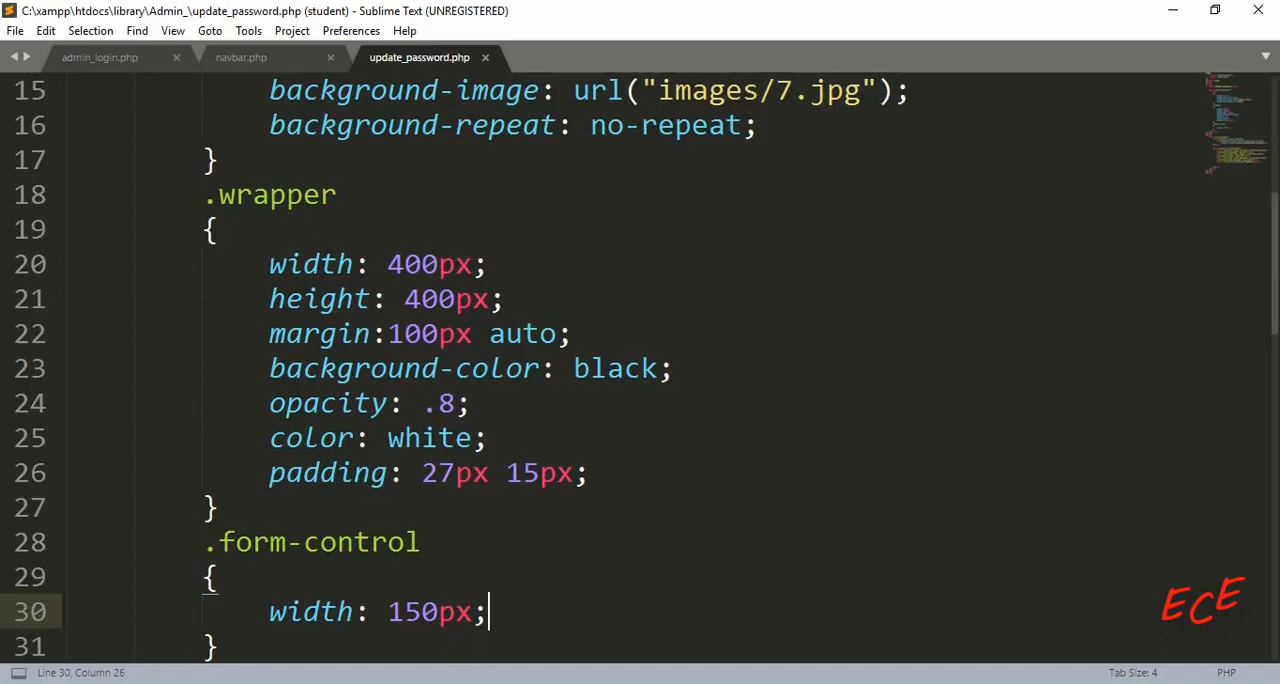 C:\xampp\htdocs\library\Admin_\update_password.php (student) - Sublime Text (UNREGISTERED)
File Edit Selection Find View Goto Tools Project Preferences Help
admin_login.php navbar.php update_password.php
15 background-image: url("images/7.jpg");
16 background-repeat: no-repeat;
17 }
18 .wrapper
19 {
20 width: 400px;
21 height: 400px;
22 margin:100px auto;
23 background-color: black;
24 opacity: .8;
25 color: white;
26 padding: 27px 15px;
27 }
28 .form-control
29 {
30 width: 150px;
31 }
ECE
Line 30, Column 26 Tab Size: 4 PHP